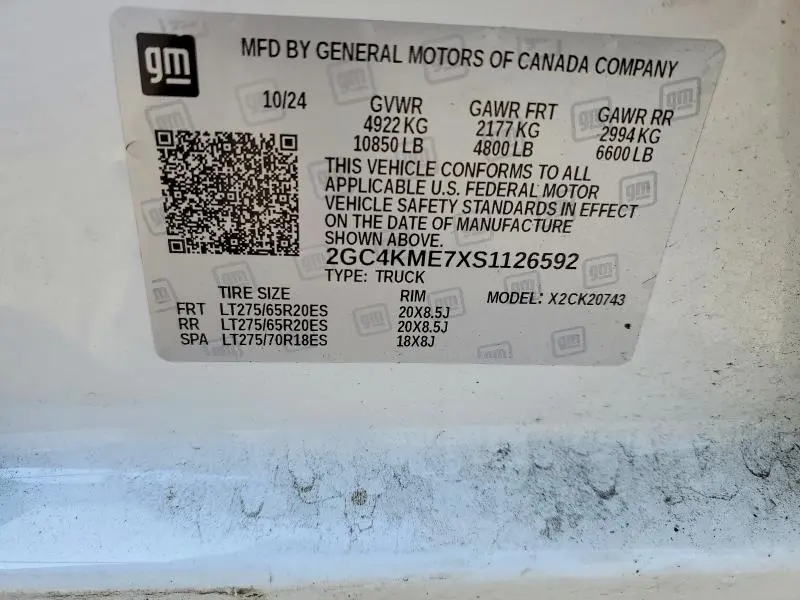 gm
MFD BY GENERAL MOTORS OF CANADA COMPANY
10/24 GVWR GAWR FRT GAWR RR
4922 KG 2177 KG 2994 KG
10850 LB 4800 LB 6600 LB
THIS VEHICLE CONFORMS TO ALL
APPLICABLE U.S. FEDERAL MOTOR
VEHICLE SAFETY STANDARDS IN EFFECT
ON THE DATE OF MANUFACTURE
SHOWN ABOVE.
2GC4KME7XS1126592
TYPE: TRUCK
TIRE SIZE RIM MODEL: X2CK20743
FRT LT275/65R20ES 20X8.5J
RR LT275/65R20ES 20X8.5J
SPA LT275/70R18ES 18X8J